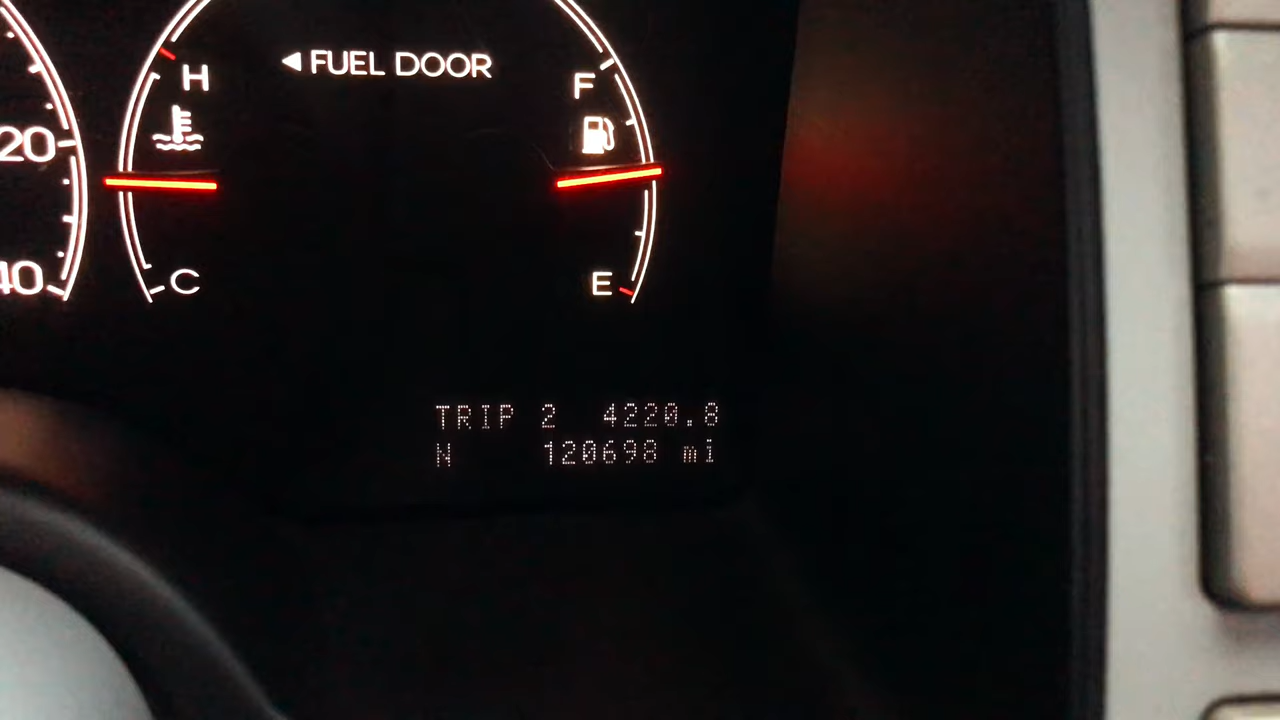 H
◄ FUEL DOOR
F
20
C
E
40
TRIP 2 4220.8
N 120698 mi